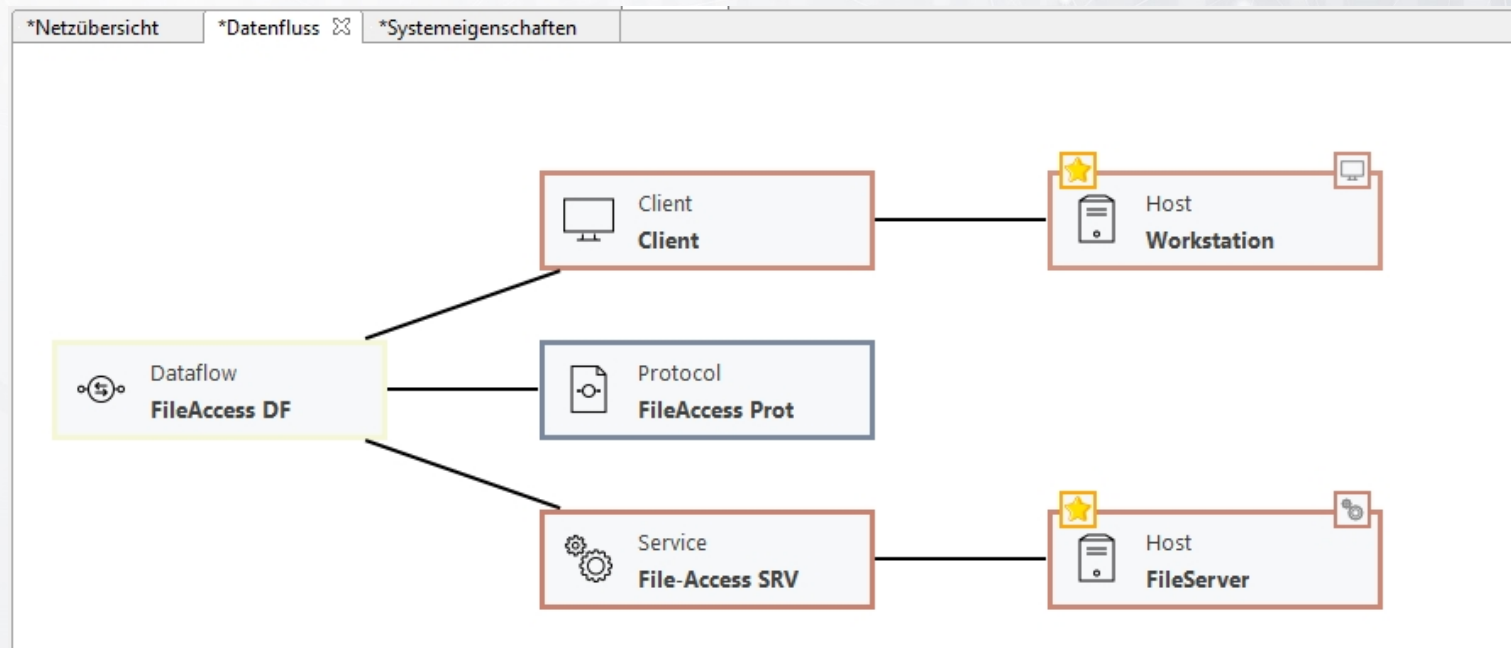 *Netzübersicht
*Datenfluss
*Systemeigenschaften
Client
Client
Host
Workstation
Dataflow
FileAccess DF
Protocol
FileAccess Prot
Service
File-Access SRV
Host
FileServer